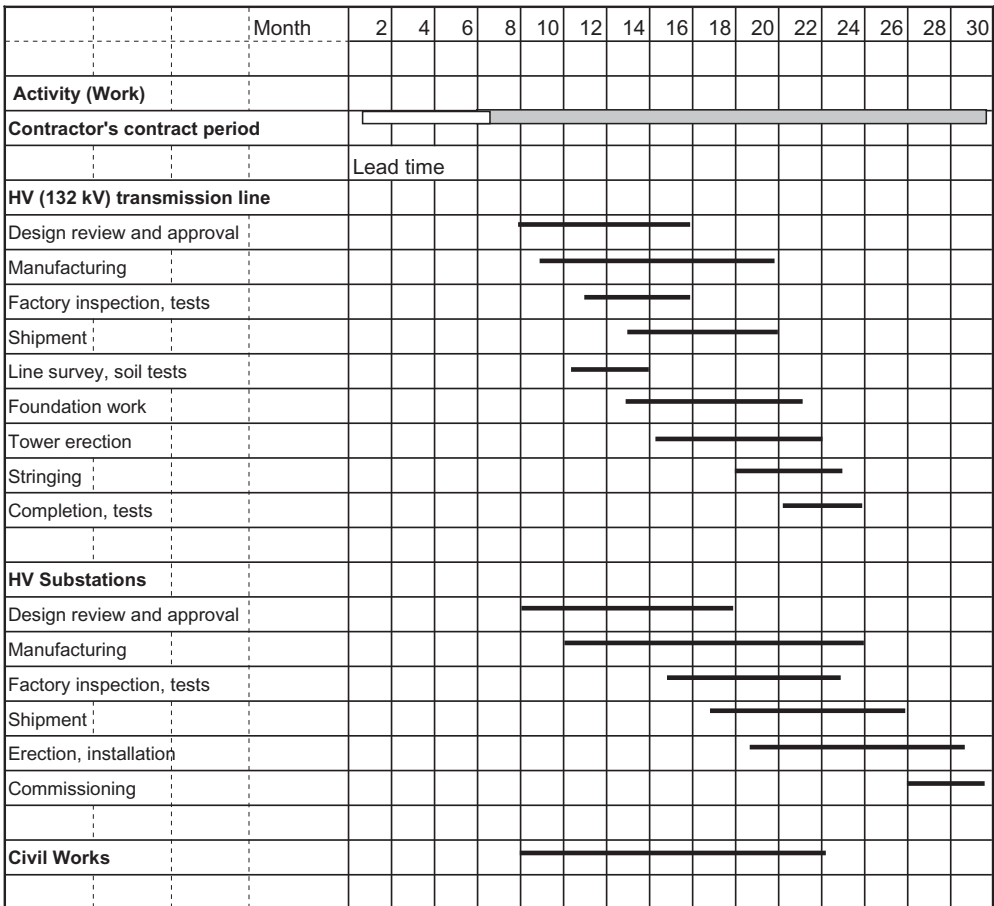 Month 2 4 6 8 10 12 14 16 18 20 22 24 26 28 30
Activity (Work)
Contractor's contract period
Lead time
HV (132 kV) transmission line
Design review and approval
Manufacturing
Factory inspection, tests
Shipment
Line survey, soil tests
Foundation work
Tower erection
Stringing
Completion, tests
HV Substations
Design review and approval
Manufacturing
Factory inspection, tests
Shipment
Erection, installation
Commissioning
Civil Works